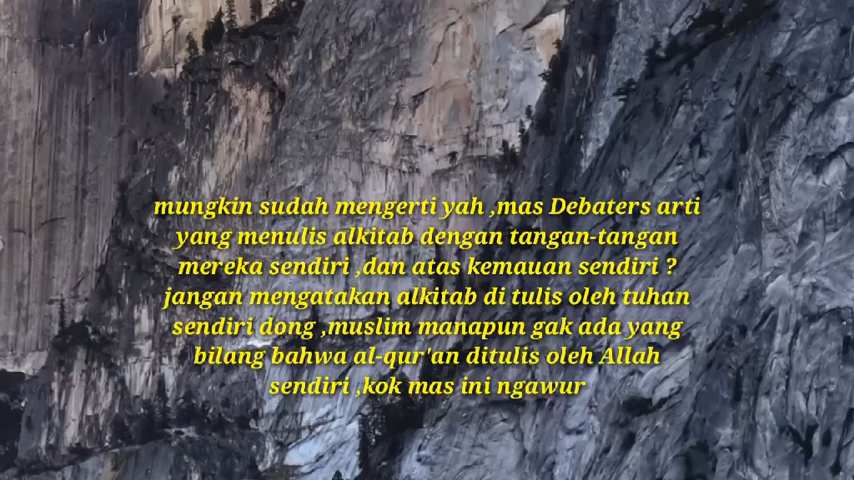 mungkin sudah mengerti yah ,mas Debaters arti
yang menulis alkitab dengan tangan-tangan
mereka sendiri ,dan atas kemauan sendiri ?
jangan mengatakan alkitab di tulis oleh tuhan
sendiri dong ,muslim manapun gak ada yang
bilang bahwa al-qur'an ditulis oleh Allah
sendiri ,kok mas ini ngawur